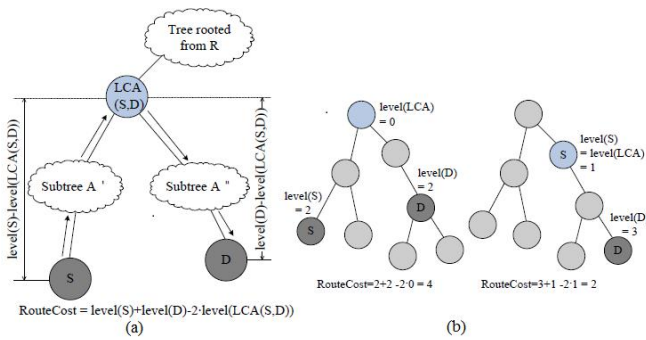 Tree rooted
from R
LCA
(S,D)
level(S)-level(LCA(S,D))
level(D)-level(LCA(S,D))
Subtree A '
Subtree A "
S
D
RouteCost = level(S)+level(D)-2·level(LCA(S,D))
(a)
level(LCA)
= 0
level(S)
= 2
level(D)
= 2
S
D
RouteCost=2+2 -2·0 = 4
level(S)
= level(LCA)
= 1
S
level(D
= 3
D
RouteCost=3+1 -2·1 = 2
(b)